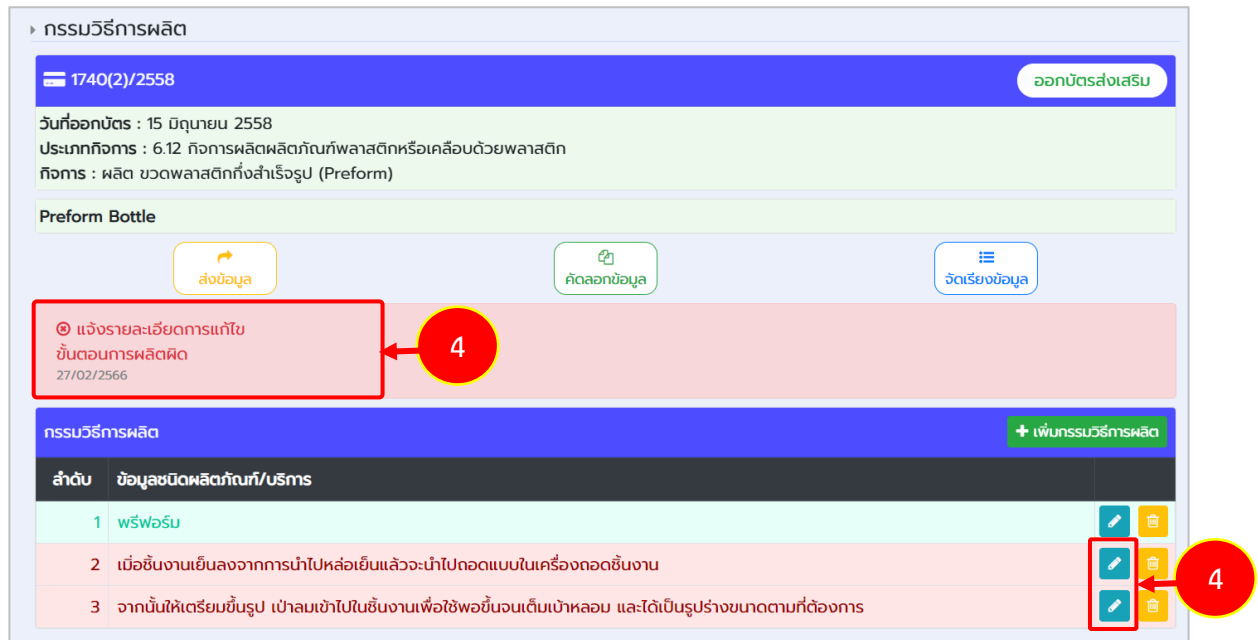 กรรมวิธีการผลิต
1740(2)/2558
ออกบัตรส่งเสริม
วันที่ออกบัตร : 15 มิถุนายน 2558
ประเภทกิจการ : 6.12 กิจการผลิตผลิตภัณฑ์พลาสติกหรือเคลือบด้วยพลาสติก
กิจการ : ผลิต ขวดพลาสติกกึ่งสำเร็จรูป (Preform)
Preform Bottle
ส่งข้อมูล
คัดลอกข้อมูล
จัดเรียงข้อมูล
แจ้งรายละเอียดการแก้ไข
ขั้นตอนการผลิตผิด
27/02/2566
4
กรรมวิธีการผลิต
+ เพิ่มกรรมวิธีการผลิต
ลำดับ ข้อมูลชนิดผลิตภัณฑ์/บริการ
1 พรีฟอร์ม
2 เมื่อชิ้นงานเย็นลงจากการนำไปหล่อเย็นแล้วจะนำไปถอดแบบในเครื่องถอดชิ้นงาน
4
3 จากนั้นให้เตรียมขึ้นรูป เป่าลมเข้าไปในชิ้นงานเพื่อใช้พอขึ้นจนเต็มเบ้าหลอม และได้เป็นรูปร่างขนาดตามที่ต้องการ